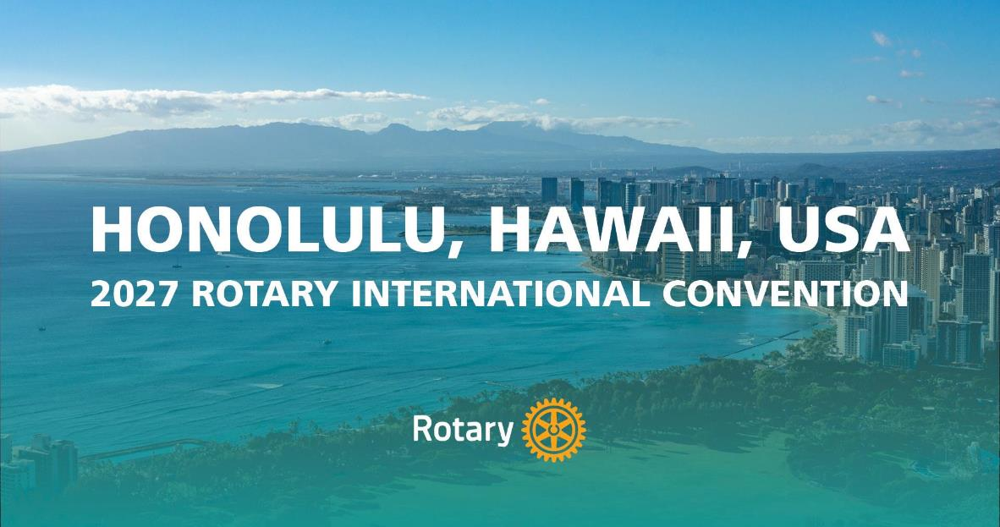 HONOLULU, HAWAII, USA
2027 ROTARY INTERNATIONAL CONVENTION
Rotary